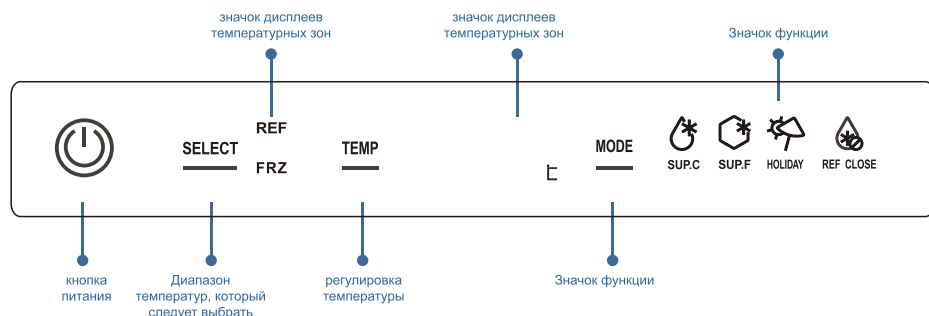 значок дисплеев
температурных зон
значок дисплеев
температурных зон
Значок функции
REF
SELECT
FRZ
TEMP
MODE
SUP.C
SUP.F
HOLIDAY
REF CLOSE
кнопка
питания
Диапазон
температур, который
следует выбрать
регулировка
температуры
Значок функции